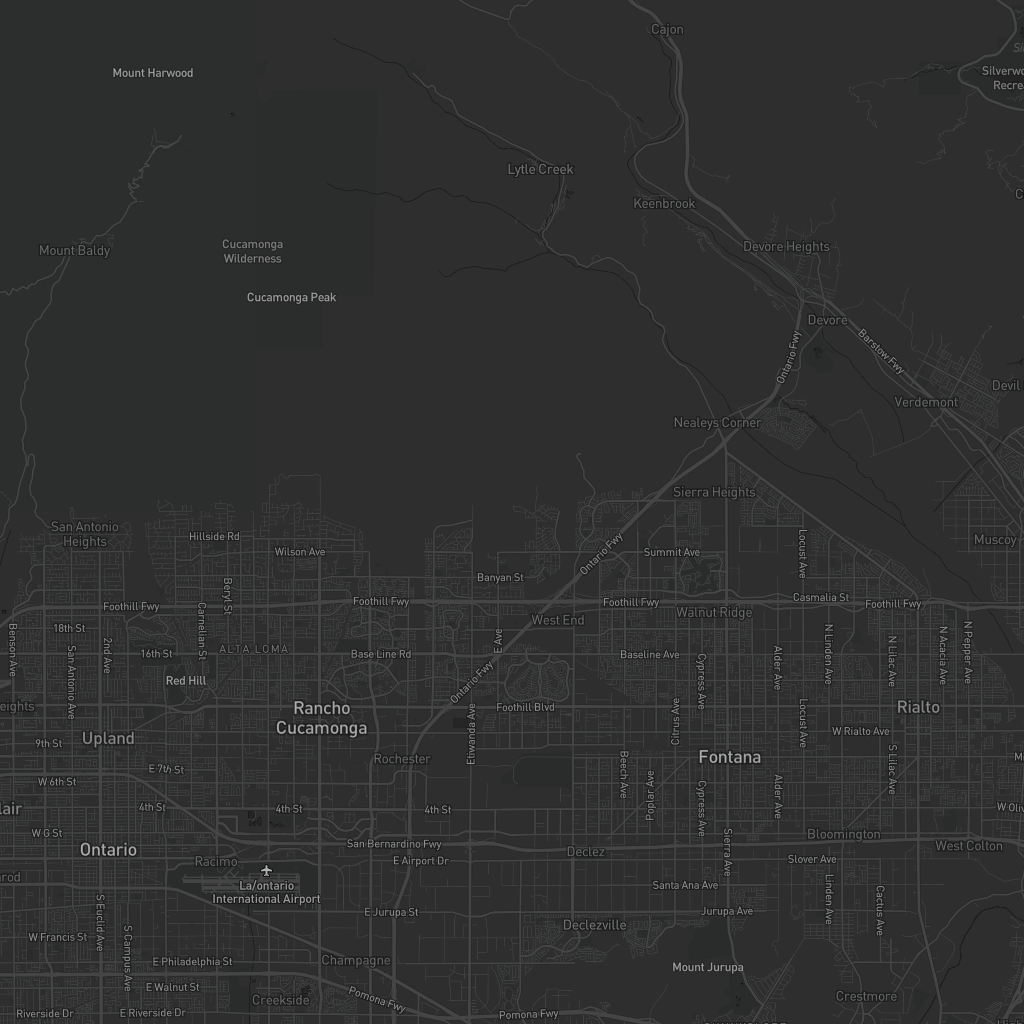 Cajon
Mount Harwood
Silverwo
Recre
Lytle Creek
Keenbrook
Mount Baldy
Cucamonga
Wilderness
Devore Heights
Cucamonga Peak
Devore
Barstow Fwy
Ontario Fwy
Devil
Verdemont
Nealeys Corner
Sierra Heights
San Antonio
Heights
Hillside Rd
Wilson Ave
Ontario Fwy
Summit Ave
Locust Ave
Muscoy
Banyan St
Beryl St
Foothill Fwy
Foothill Fwy
Foothill Fwy
Casmalia St
Foothill Fwy
Walnut Ridge
West End
18th St
Benson Ave
San Antonio Ave
2nd Ave
Carnelian St
16th St
ALTA LOMA
Base Line Rd
E Ave
Baseline Ave
Cypress Ave
Alder Ave
N Linden Ave
N Lilac Ave
N Acacia Ave
N Pepper Ave
Red Hill
Ontario Fwy
eights
Rancho
Cucamonga
Foothill Blvd
Etiwanda Ave
Citrus Ave
Locust Ave
Rialto
W Rialto Ave
Upland
9th St
Rochester
Fontana
E 7th St
W 6th St
Beech Ave
Poplar Ave
Cypress Ave
Alder Ave
S Lilac Ave
lair
4th St
4th St
4th St
W G St
San Bernardino Fwy
Bloomington
West Colton
Ontario
Racimo
E Airport Dr
Declez
Sierra Ave
Slover Ave
rod
La/ontario
International Airport
Santa Ana Ave
Linden Ave
Cactus Ave
E Jurupa St
Jurupa Ave
Declezville
S Euclid Ave
S Campus Ave
W Francis St
E Philadelphia St
Champagne
Mount Jurupa
E Walnut St
Creekside
Pomona Fwy
Crestmore
Riverside Dr
E Riverside Dr
Pomona Fwy